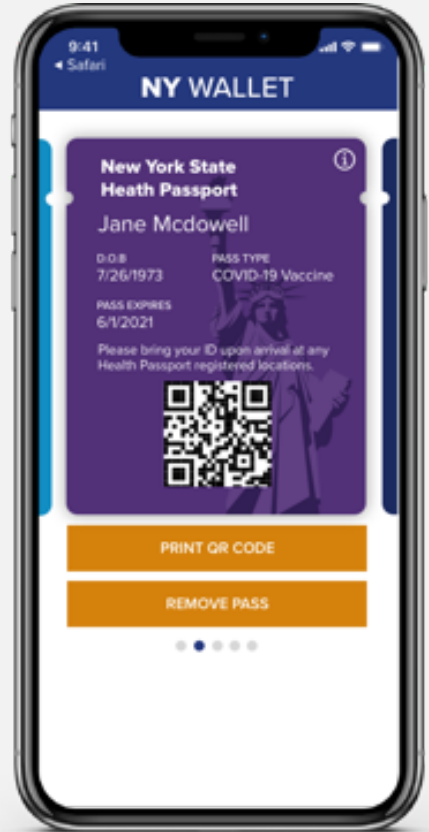 9:41
◂ Safari
NY WALLET
New York State
Heath Passport
Jane Mcdowell
D.O.B PASS TYPE
7/26/1973 COVID-19 Vaccine
PASS EXPIRES
6/1/2021
Please bring your ID upon arrival at any
Health Passport registered locations.
PRINT QR CODE
REMOVE PASS